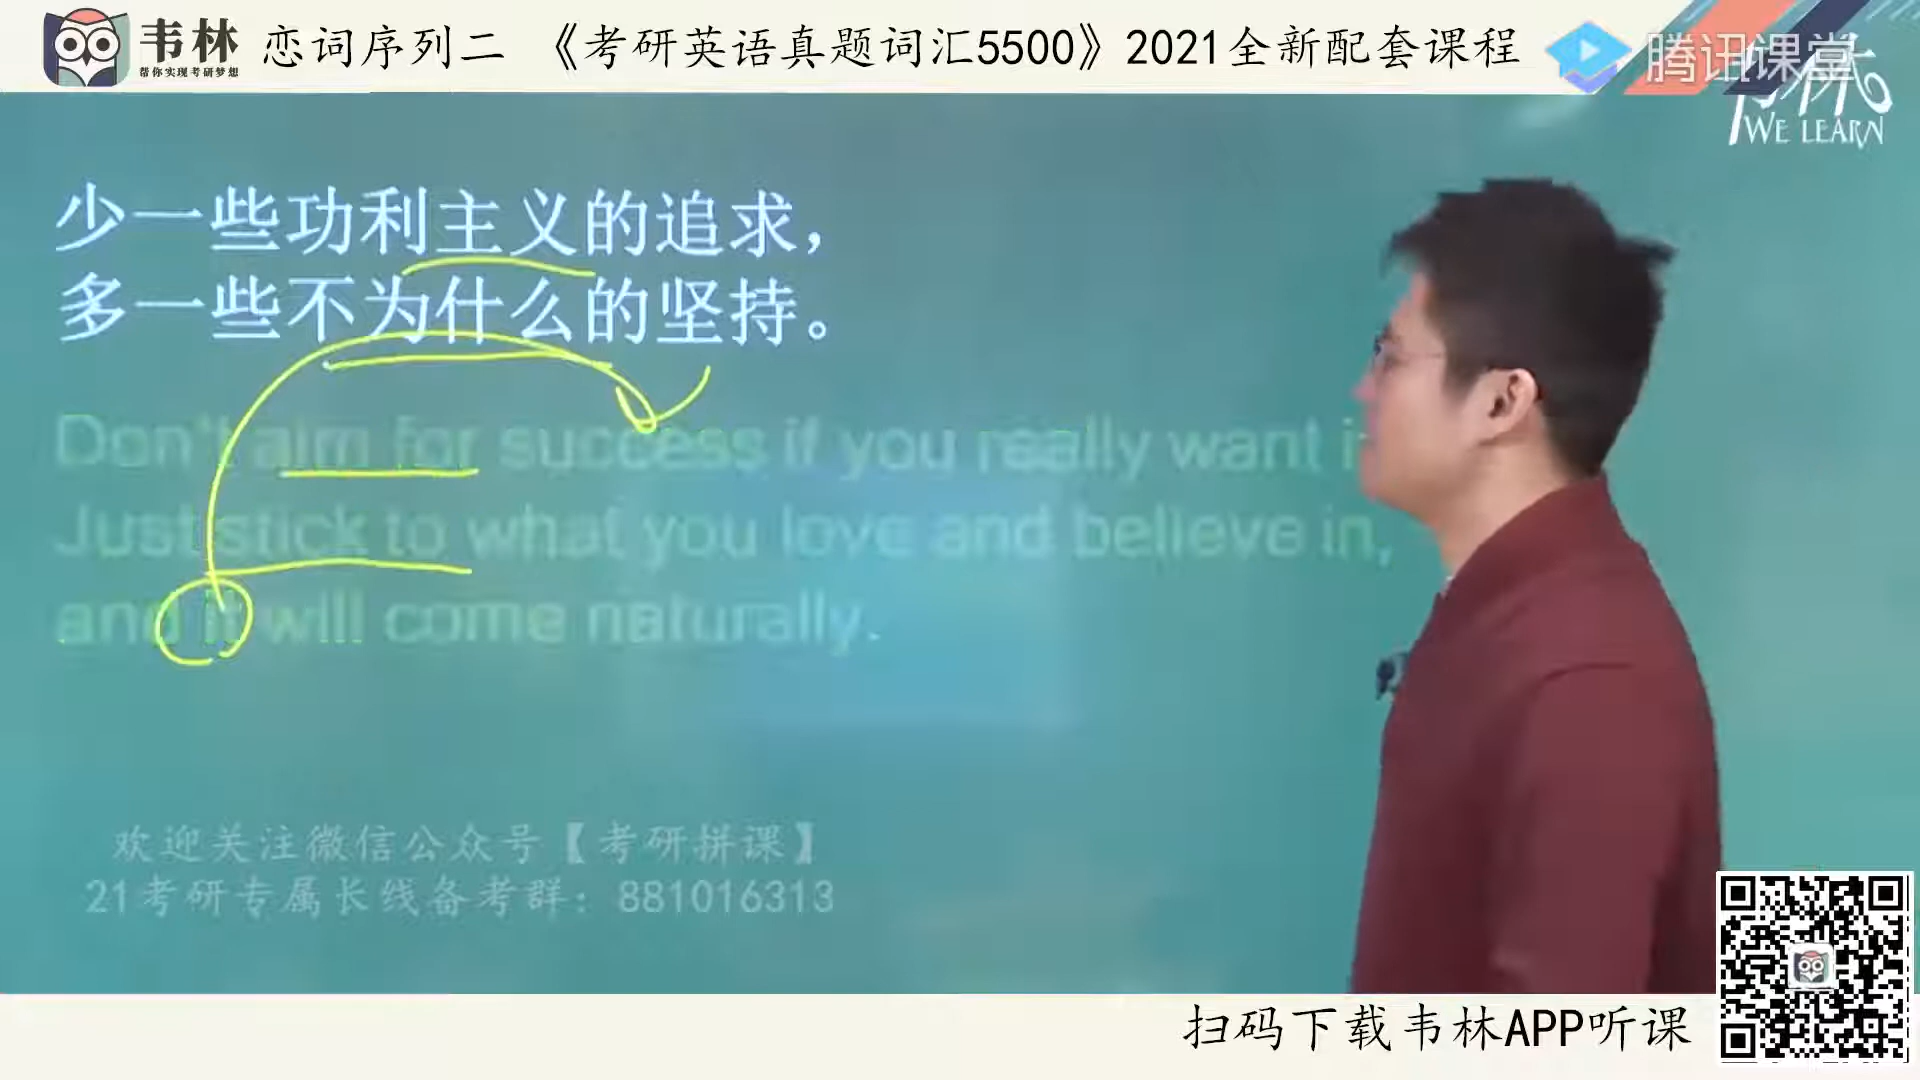 韦林
帮你实现考研梦想
恋词序列二 《考研英语真题词汇5500》2021全新配套课程
腾讯课堂
WE LEARN
少一些功利主义的追求，
多一些不为什么的坚持。
Don't aim for success if you really want
Just stick to what you love and believe in,
and it will come naturally.
欢迎关注微信公众号【考研拼课】
21考研专属长线备考群：881016313
扫码下载韦林APP听课